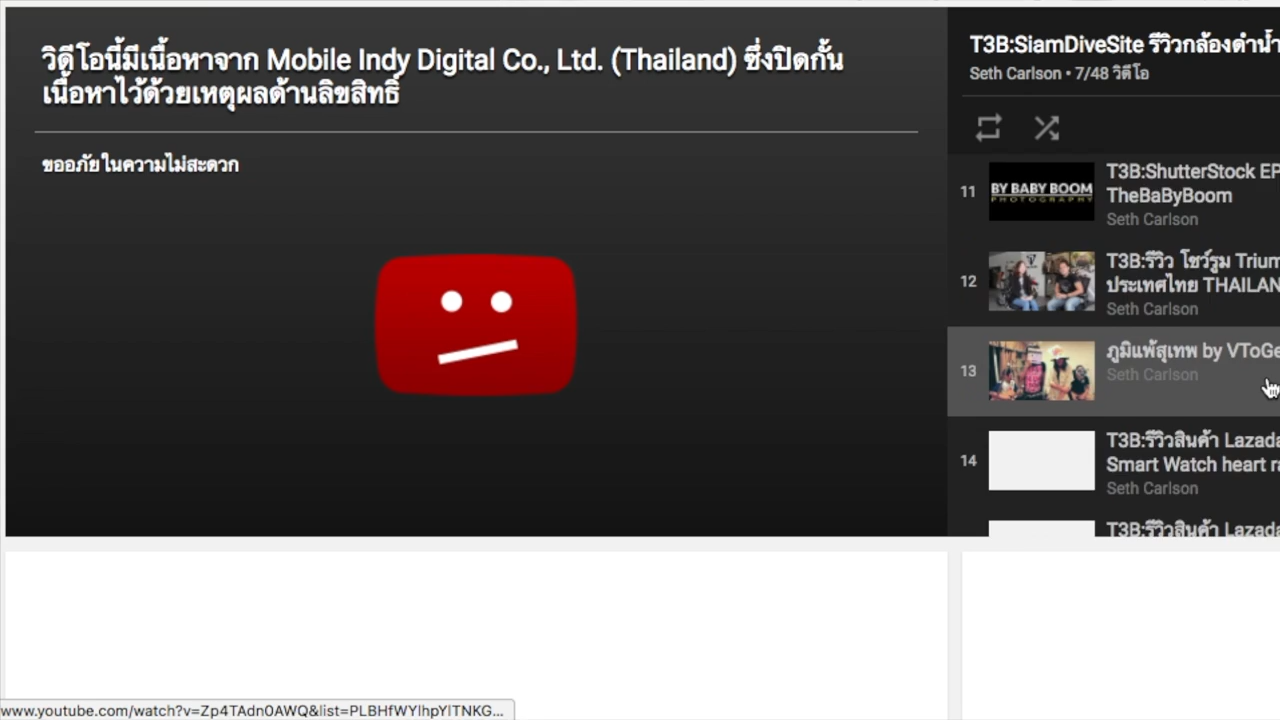 วิดีโอนี้มีเนื้อหาจาก Mobile Indy Digital Co., Ltd. (Thailand) ซึ่งปิดกั้น
เนื้อหาไว้ด้วยเหตุผลด้านลิขสิทธิ์
ขออภัยในความไม่สะดวก
T3B:SiamDiveSite รีวิวกล้องดำน้ำ
Seth Carlson • 7/48 วิดีโอ
11
BY BABY BOOM
PHOTOGRAPHY
T3B:ShutterStock EP
TheBaByBoom
Seth Carlson
12
T3B:รีวิว โชว์รูม Trium
ประเทศไทย THAILAN
Seth Carlson
13
ภูมิแพ้สุเทพ by VToGe
Seth Carlson
14
T3B:รีวิวสินค้า Lazada
Smart Watch heart ra
Seth Carlson
T3B:รีวิวสินค้า Lazada
www.youtube.com/watch?v=Zp4TAdn0AWQ&list=PLBHfWYIhpYITNKG...